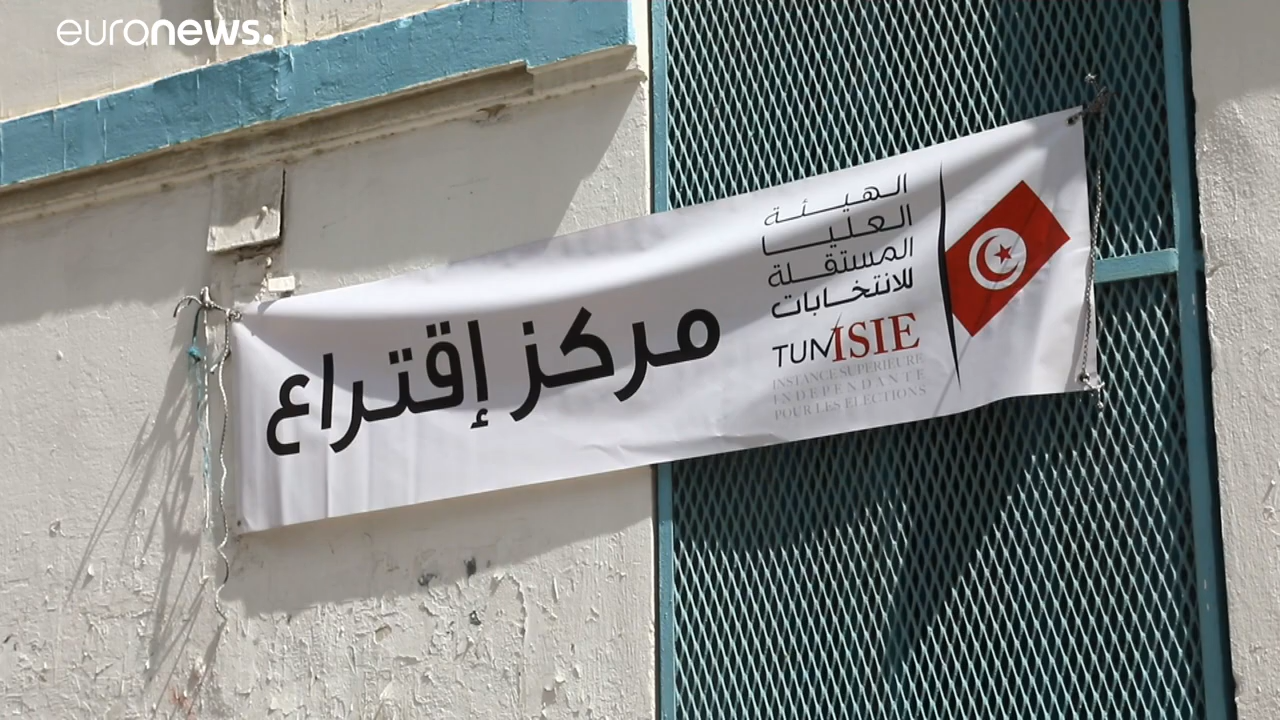 euronews.
الهيئة
العليا
المستقلة
للانتخابات
TUNISIE
INSTANCE SUPERIEURE
INDEPENDANTE
POUR LES ELECTIONS
مركز إقتراع